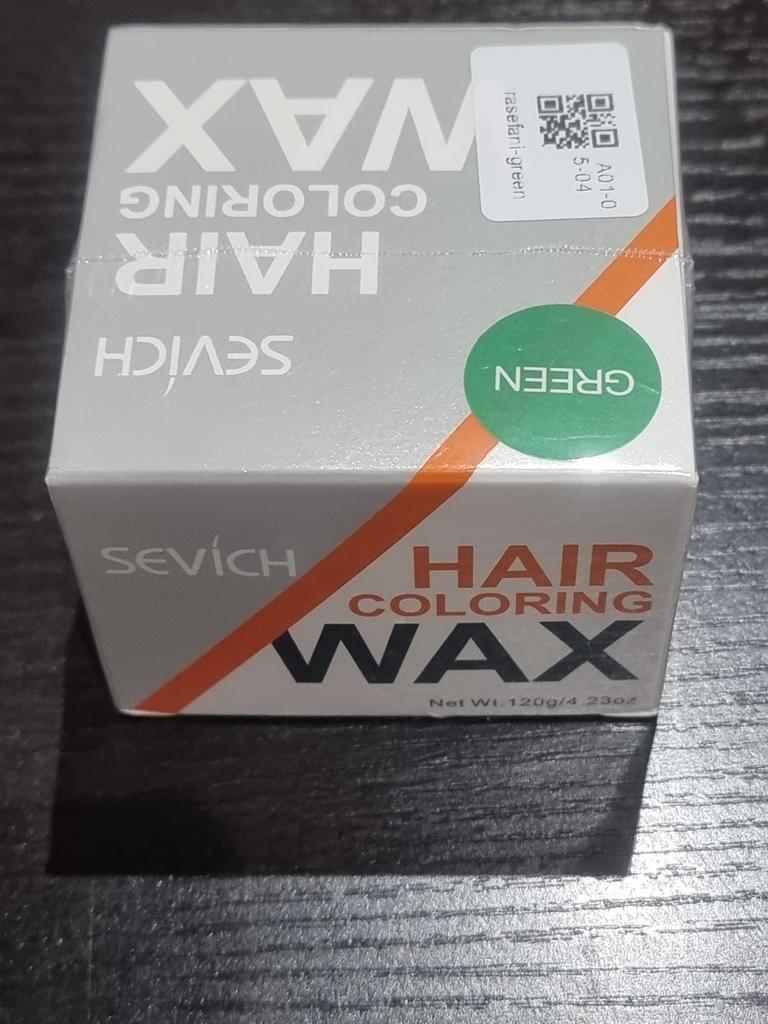 SEVICH
HAIR
COLORING
WAX
GREEN
rasefani-green
A01-0
5-04
SEVICH
HAIR
COLORING
WAX
Net Wt.120g/4.23oz